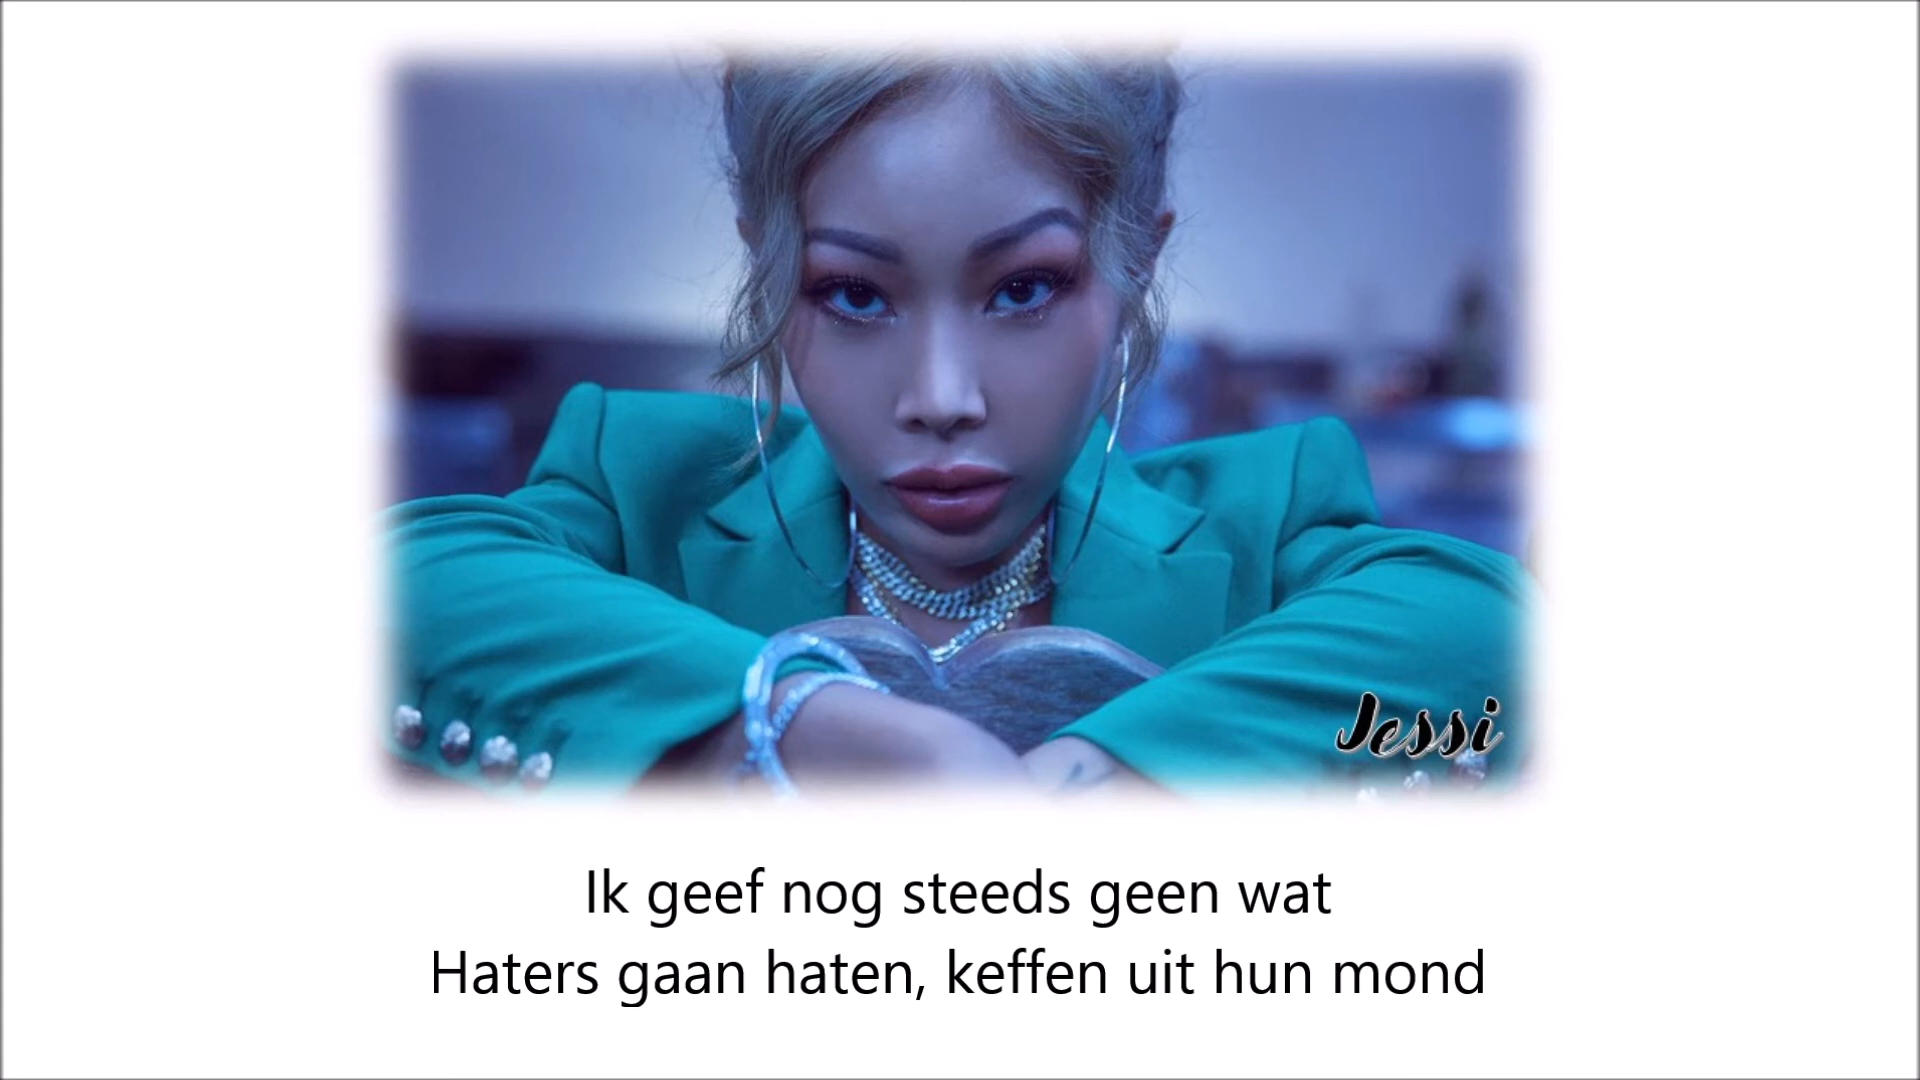 Jessi
Ik geef nog steeds geen wat
Haters gaan haten, keffen uit hun mond